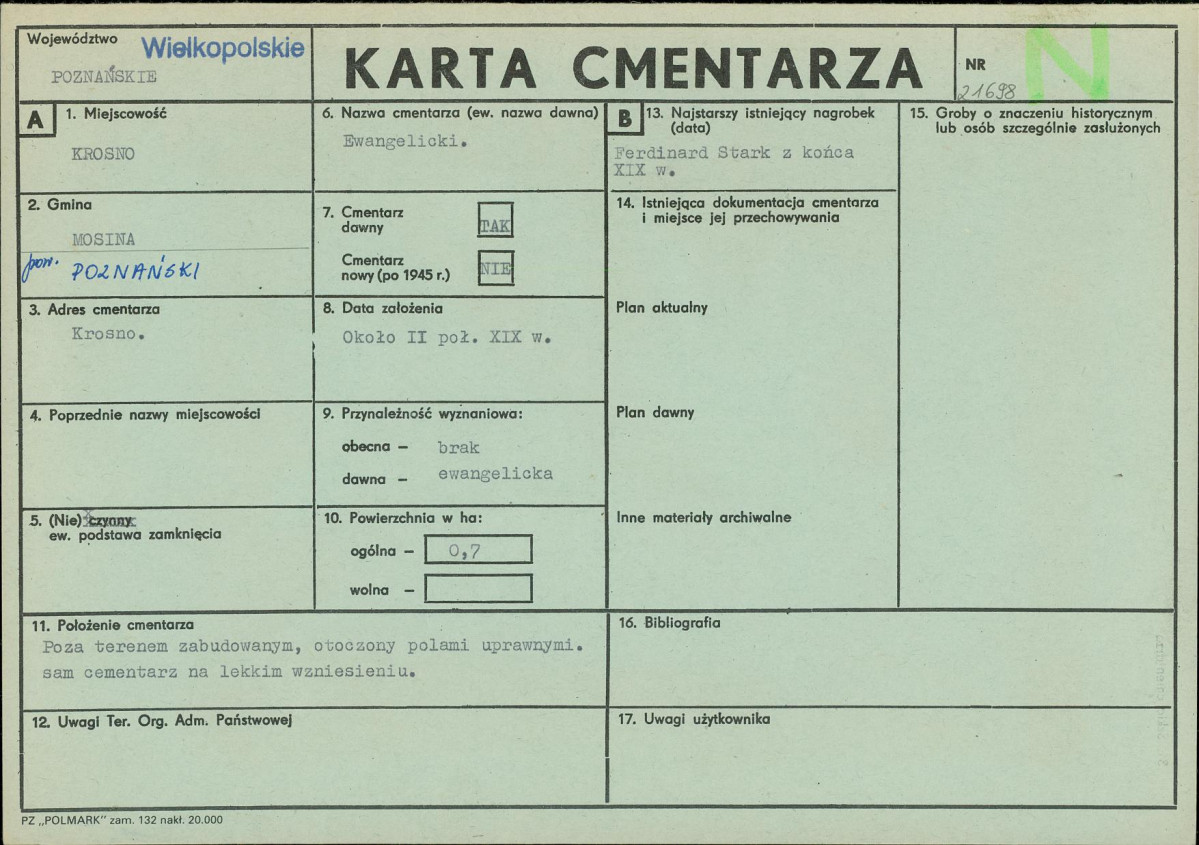 Województwo Wielkopolskie
POZNAŃSKIE
KARTA CMENTARZA
NR
21698
N
A
1. Miejscowość
KROSNO
2. Gmina
MOSINA
pow. POZNAŃSKI
3. Adres cmentarza
Krosno.
4. Poprzednie nazwy miejscowości
5. (Nie) czynny
ew. podstawa zamknięcia
6. Nazwa cmentarza (ew. nazwa dawna)
Ewangelicki.
7. Cmentarz
dawny TAK
Cmentarz
nowy (po 1945 r.) NIE
8. Data założenia
Około II poł. XIX w.
9. Przynależność wyznaniowa:
obecna – brak
dawna – ewangelicka
10. Powierzchnia w ha:
ogólna – 0,7
wolna –
11. Położenie cmentarza
Poza terenem zabudowanym, otoczony polami uprawnymi.
sam cementarz na lekkim wzniesieniu.
12. Uwagi Ter. Org. Adm. Państwowej
B
13. Najstarszy istniejący nagrobek
(data)
Ferdinard Stark z końca
XIX w.
14. Istniejąca dokumentacja cmentarza
i miejsce jej przechowywania
Plan aktualny
Plan dawny
Inne materiały archiwalne
15. Groby o znaczeniu historycznym
lub osób szczególnie zasłużonych
16. Bibliografia
17. Uwagi użytkownika
PZ „POLMARK" zam. 132 nakł. 20.000